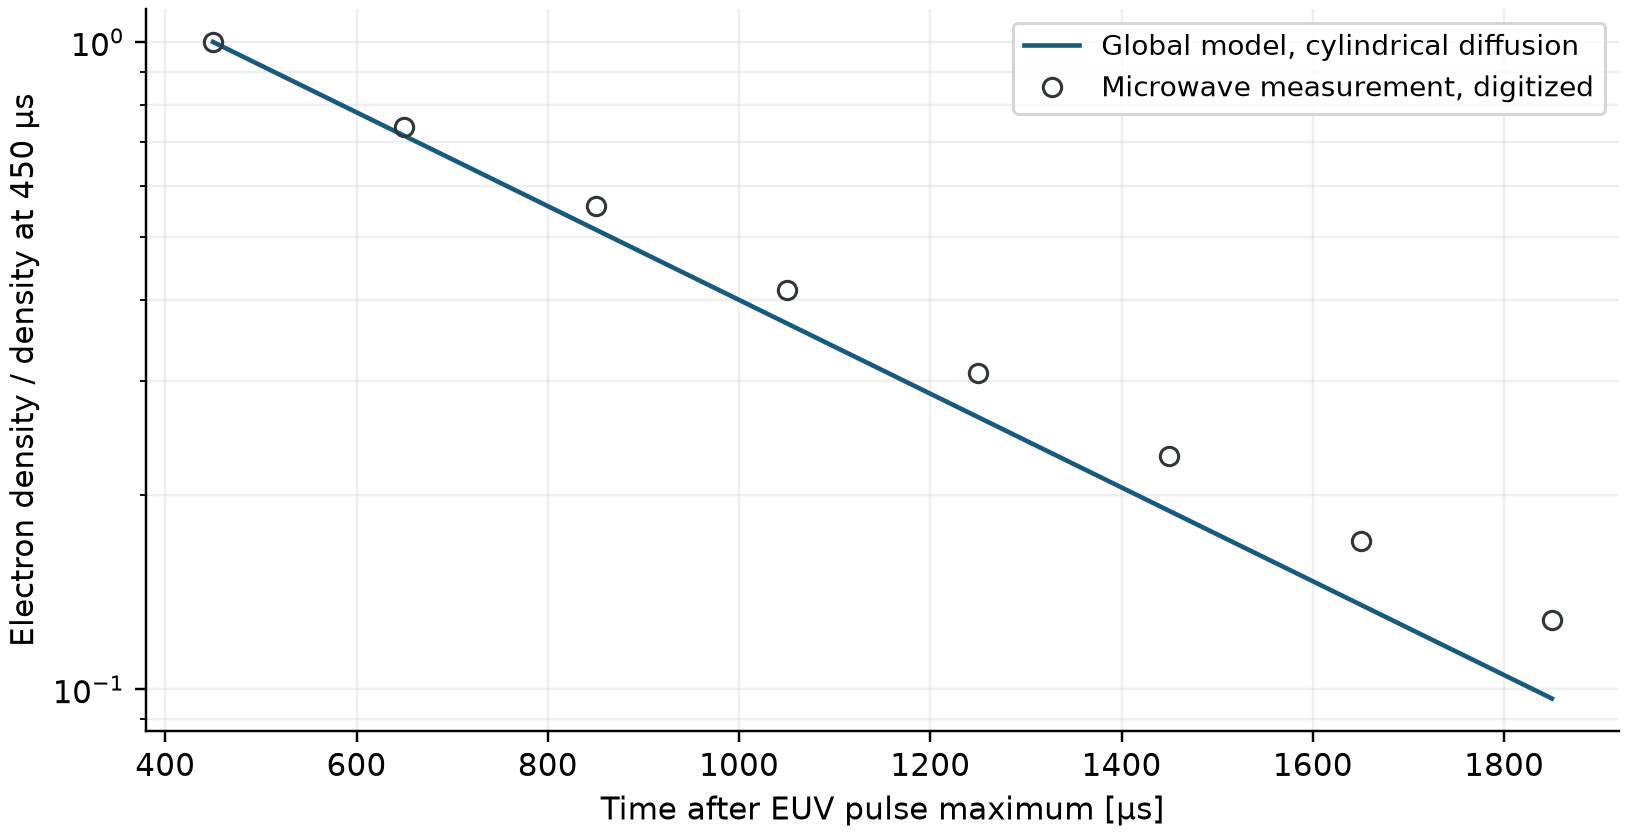 Global model, cylindrical diffusion
Microwave measurement, digitized
Electron density / density at 450 µs
10⁰
10⁻¹
400 600 800 1000 1200 1400 1600 1800
Time after EUV pulse maximum [µs]